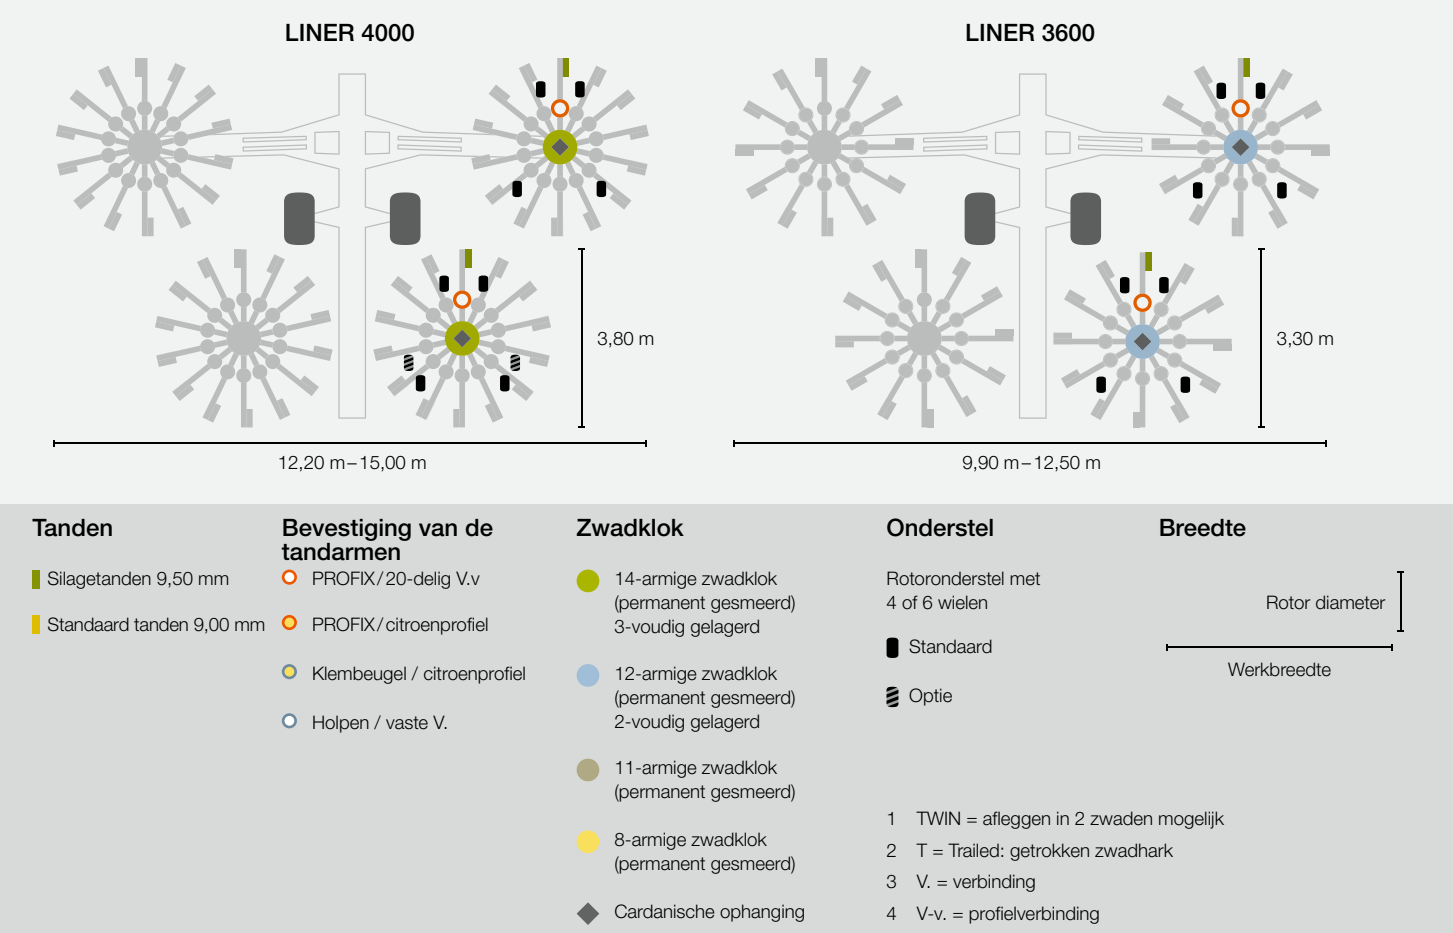 LINER 4000
LINER 3600
3,80 m
3,30 m
12,20 m – 15,00 m
9,90 m – 12,50 m
Tanden
Silagetanden 9,50 mm
Standaard tanden 9,00 mm
Bevestiging van de
tandarmen
PROFIX / 20-delig V.v
PROFIX / citroenprofiel
Klembeugel / citroenprofiel
Holpen / vaste V.
Zwadklok
14-armige zwadklok
(permanent gesmeerd)
3-voudig gelagerd
12-armige zwadklok
(permanent gesmeerd)
2-voudig gelagerd
11-armige zwadklok
(permanent gesmeerd)
8-armige zwadklok
(permanent gesmeerd)
Cardanische ophanging
Onderstel
Rotoronderstel met
4 of 6 wielen
Standaard
Optie
Breedte
Rotor diameter
Werkbreedte
1 TWIN = afleggen in 2 zwaden mogelijk
2 T = Trailed: getrokken zwadhark
3 V. = verbinding
4 V-v. = profielverbinding